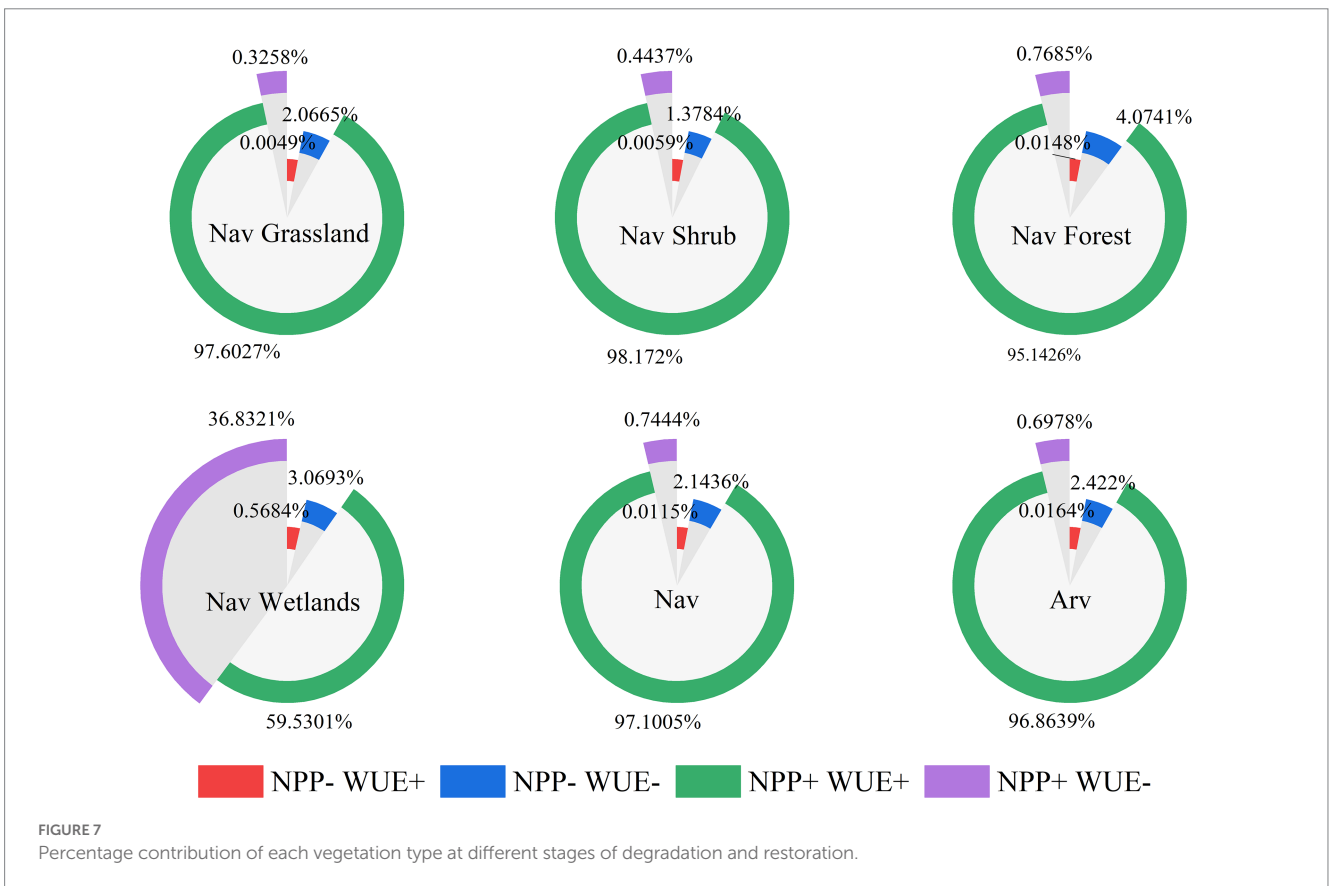 0.3258%
2.0665%
0.0049%
Nav Grassland
97.6027%
0.4437%
1.3784%
0.0059%
Nav Shrub
98.172%
0.7685%
4.0741%
0.0148%
Nav Forest
95.1426%
36.8321%
3.0693%
0.5684%
Nav Wetlands
59.5301%
0.7444%
2.1436%
0.0115%
Nav
97.1005%
0.6978%
2.422%
0.0164%
Arv
96.8639%
NPP- WUE+ NPP- WUE- NPP+ WUE+ NPP+ WUE-
FIGURE 7
Percentage contribution of each vegetation type at different stages of degradation and restoration.